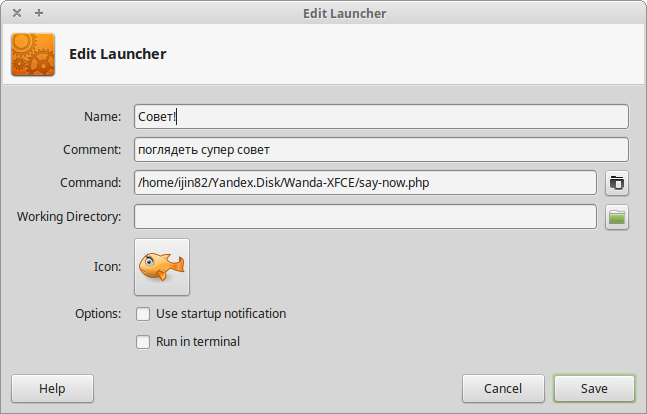 Edit Launcher
Edit Launcher
Name: Совет!
Comment: поглядеть супер совет
Command: /home/ijin82/Yandex.Disk/Wanda-XFCE/say-now.php
Working Directory:
Icon:
Options: Use startup notification
Run in terminal
Help Cancel Save